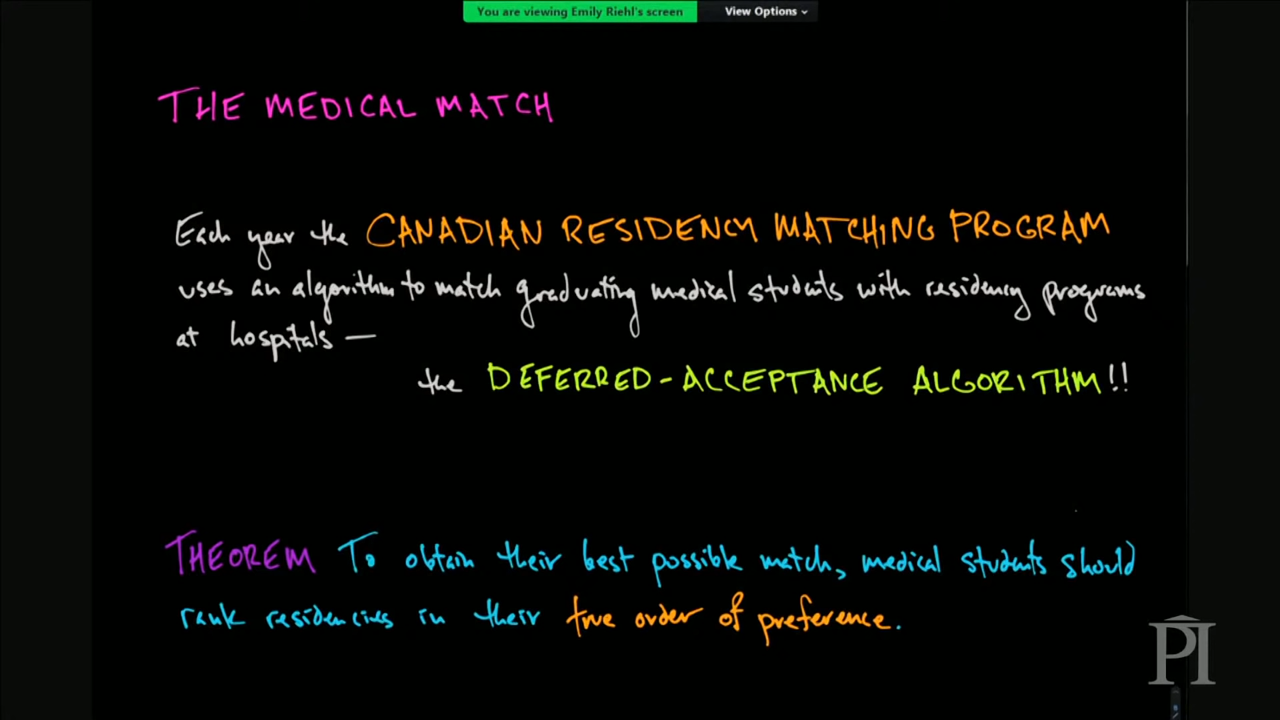 You are viewing Emily Riehl's screen View Options
THE MEDICAL MATCH
Each year the CANADIAN RESIDENCY MATCHING PROGRAM
uses an algorithm to match graduating medical students with residency programs
at hospitals —
the DEFERRED-ACCEPTANCE ALGORITHM!!
THEOREM To obtain their best possible match, medical students should
rank residencies in their true order of preference.
PI